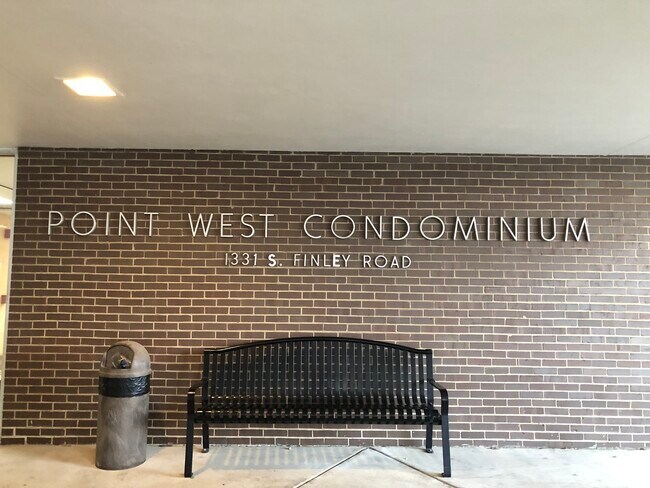 POINT WEST CONDOMINIUM
1331 S. FINLEY ROAD